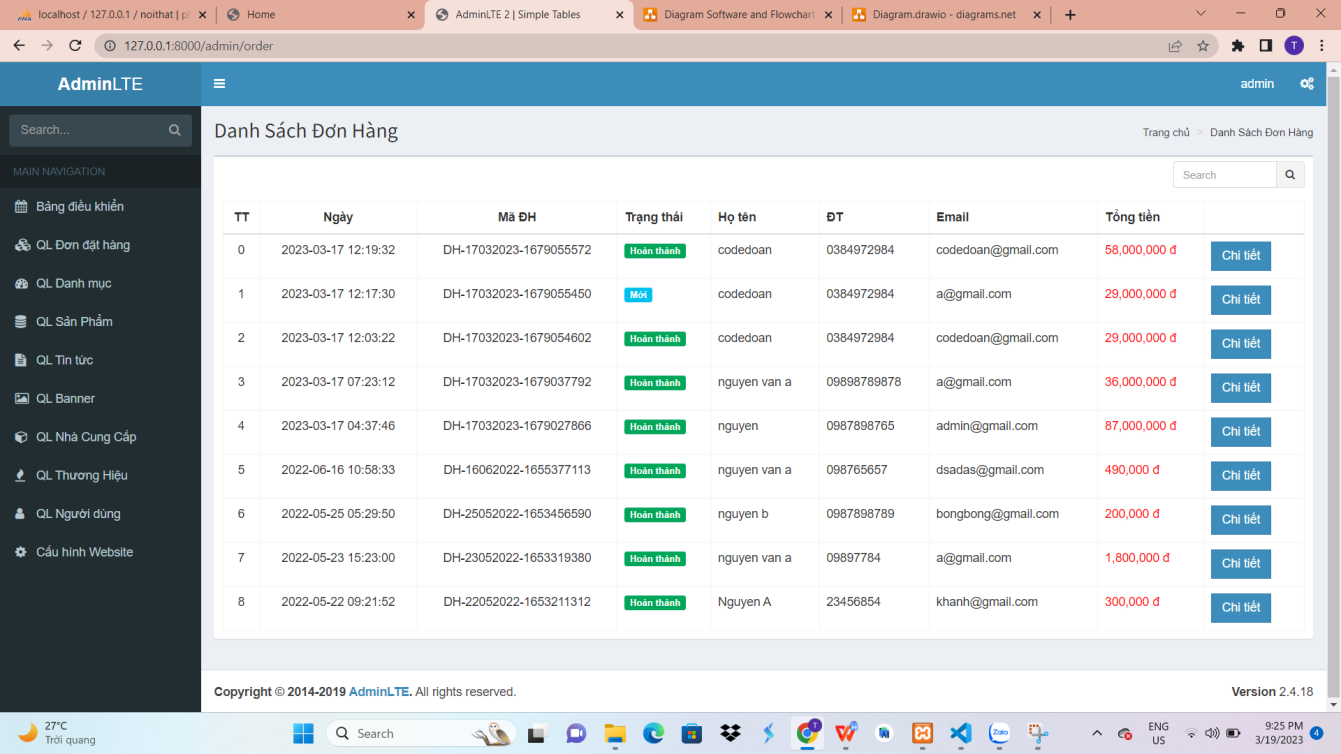 localhost / 127.0.0.1 / noithat | p
Home
AdminLTE 2 | Simple Tables
Diagram Software and Flowchart
Diagram.drawio - diagrams.net
127.0.0.1:8000/admin/order
T
AdminLTE
admin
Search...
Danh Sách Đơn Hàng
Trang chủ > Danh Sách Đơn Hàng
MAIN NAVIGATION
Bảng điều khiển
QL Đơn đặt hàng
QL Danh mục
QL Sản Phẩm
QL Tin tức
QL Banner
QL Nhà Cung Cấp
QL Thương Hiệu
QL Người dùng
Cấu hình Website
Search
TT Ngày Mã ĐH Trạng thái Họ tên ĐT Email Tổng tiền
0 2023-03-17 12:19:32 DH-17032023-1679055572 Hoàn thành codedoan 0384972984 codedoan@gmail.com 58,000,000 đ Chi tiết
1 2023-03-17 12:17:30 DH-17032023-1679055450 Mới codedoan 0384972984 a@gmail.com 29,000,000 đ Chi tiết
2 2023-03-17 12:03:22 DH-17032023-1679054602 Hoàn thành codedoan 0384972984 codedoan@gmail.com 29,000,000 đ Chi tiết
3 2023-03-17 07:23:12 DH-17032023-1679037792 Hoàn thành nguyen van a 09898789878 a@gmail.com 36,000,000 đ Chi tiết
4 2023-03-17 04:37:46 DH-17032023-1679027866 Hoàn thành nguyen 0987898765 admin@gmail.com 87,000,000 đ Chi tiết
5 2022-06-16 10:58:33 DH-16062022-1655377113 Hoàn thành nguyen van a 098765657 dsadas@gmail.com 490,000 đ Chi tiết
6 2022-05-25 05:29:50 DH-25052022-1653456590 Hoàn thành nguyen b 0987898789 bongbong@gmail.com 200,000 đ Chi tiết
7 2022-05-23 15:23:00 DH-23052022-1653319380 Hoàn thành nguyen van a 09897784 a@gmail.com 1,800,000 đ Chi tiết
8 2022-05-22 09:21:52 DH-22052022-1653211312 Hoàn thành Nguyen A 23456854 khanh@gmail.com 300,000 đ Chi tiết
Copyright © 2014-2019 AdminLTE. All rights reserved.
Version 2.4.18
27°C
Trời quang
Search
ENG
US
9:25 PM
3/19/2023
4